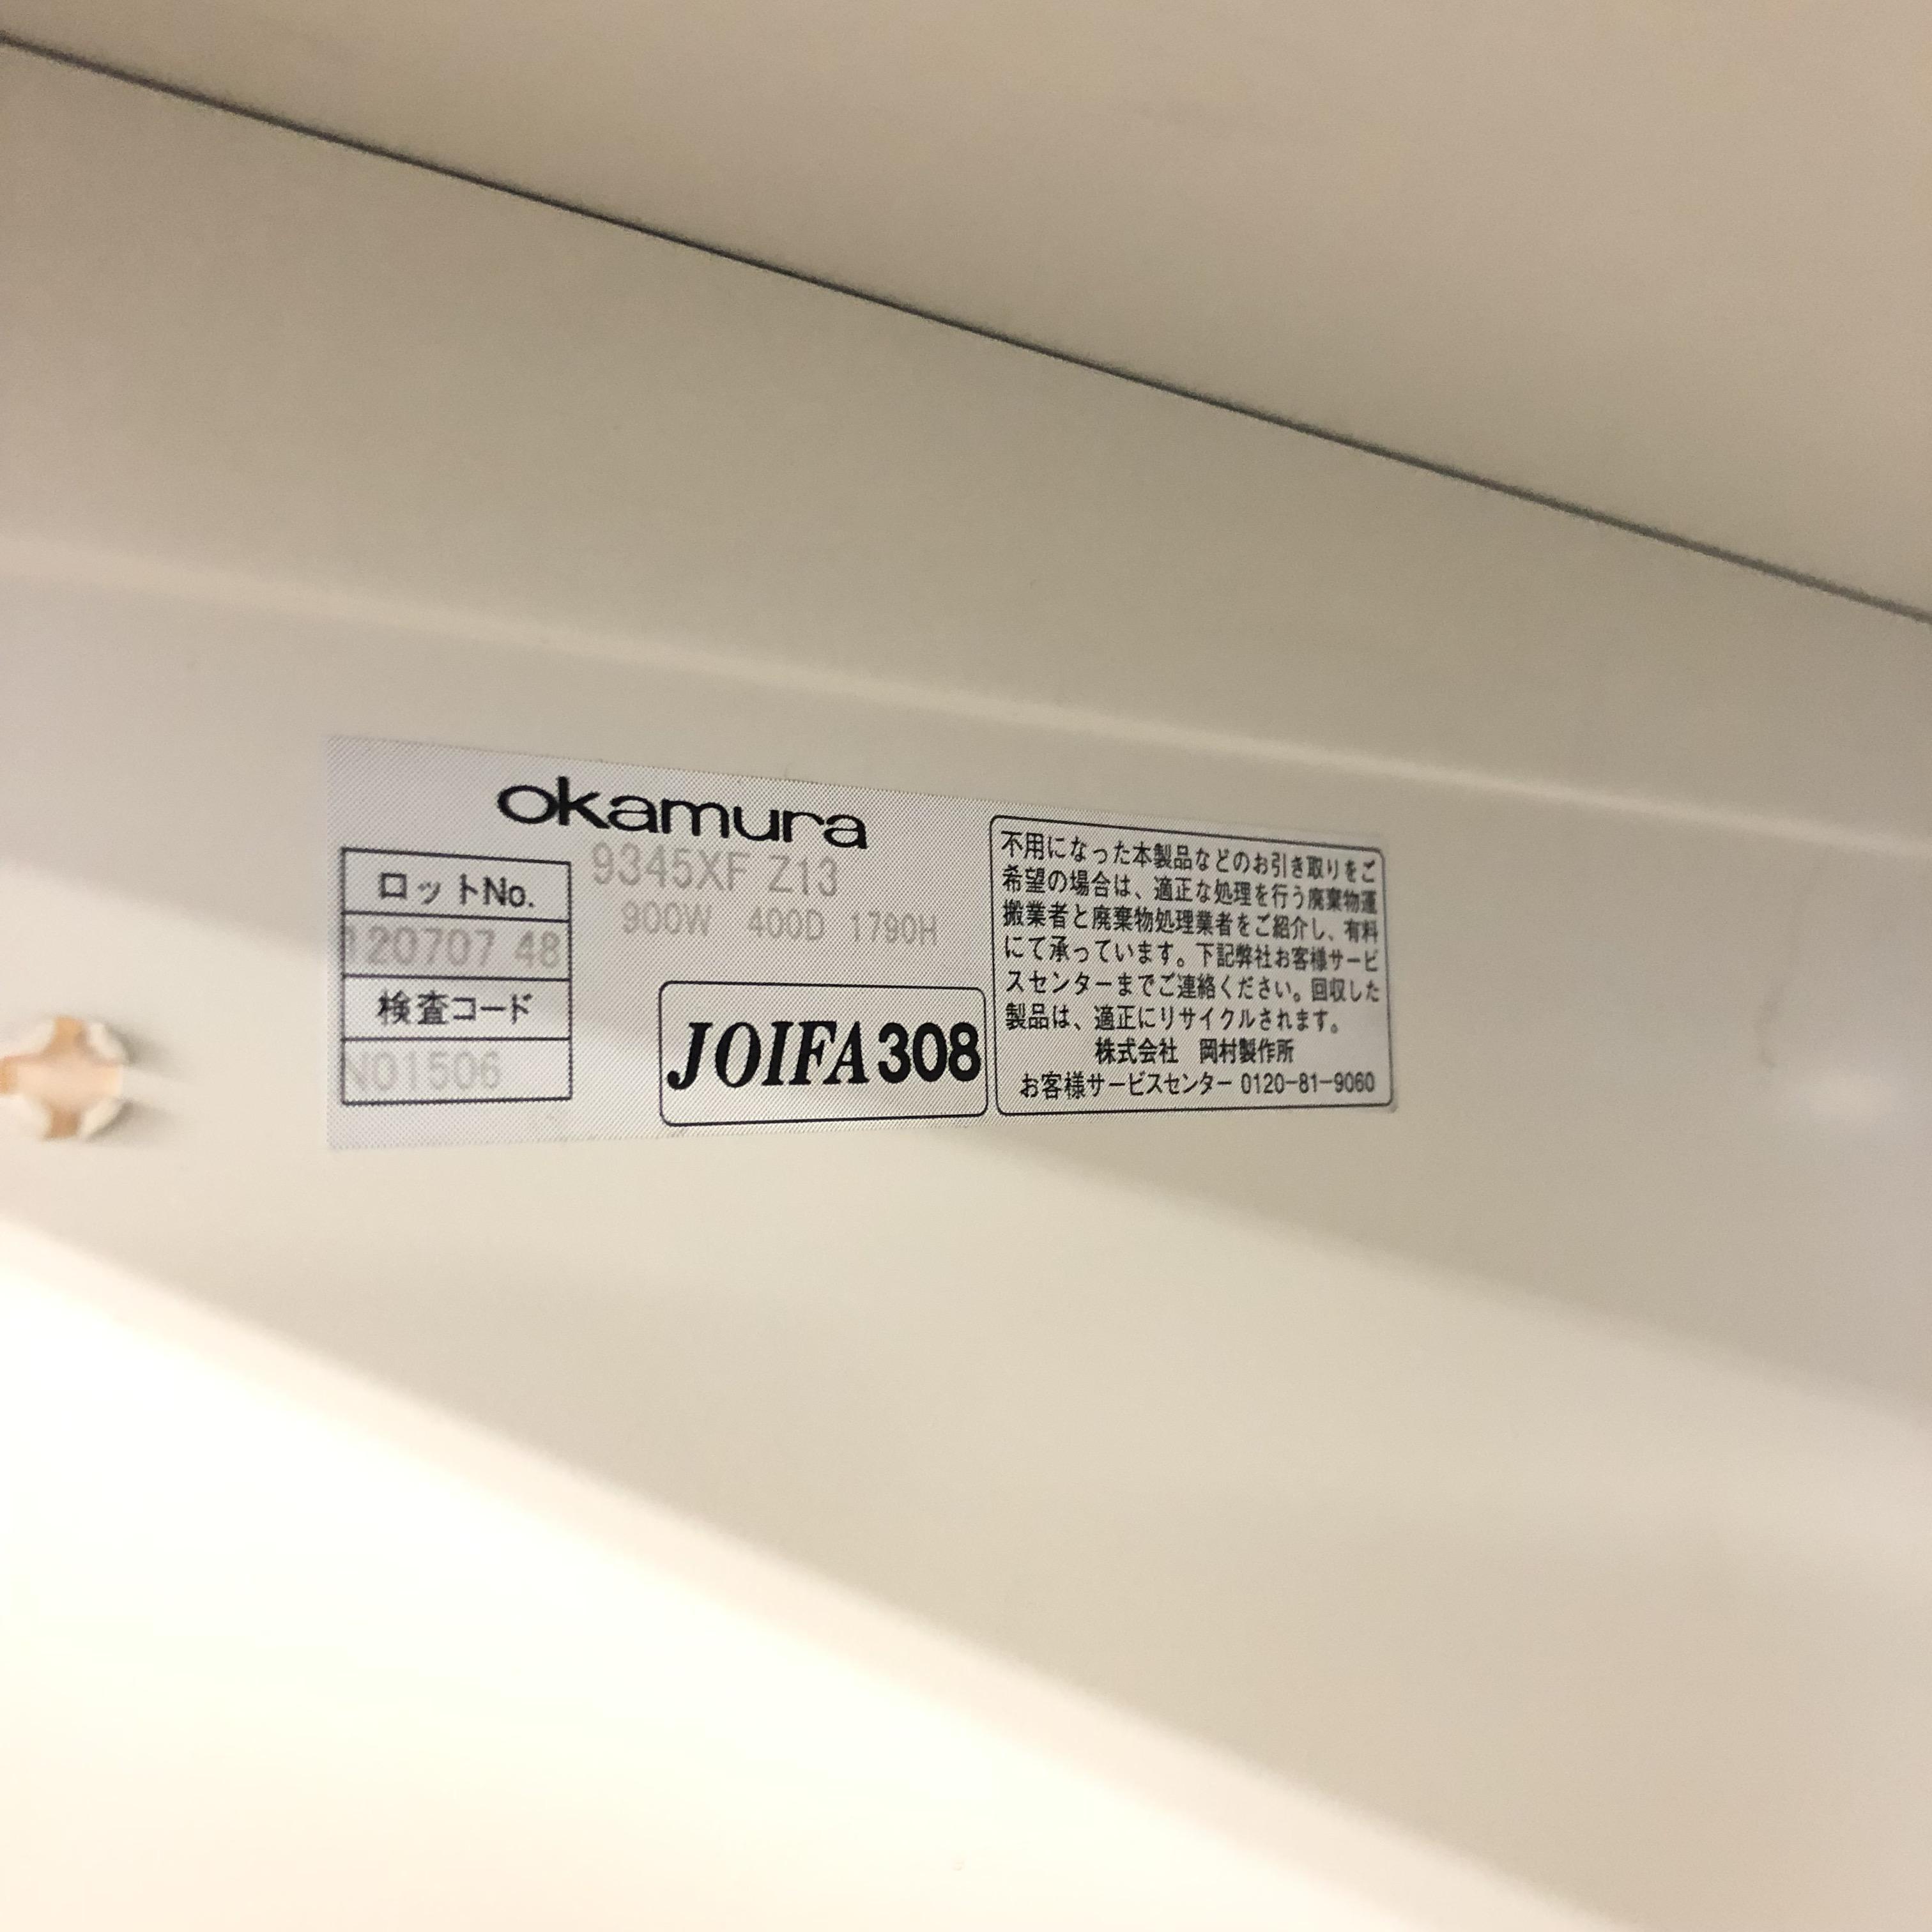 okamura
9345XF Z13
900W 400D 1790H
ロットNo.
120707 48
検査コード
N01506
JOIFA308
不用になった本製品などのお引き取りをご
希望の場合は、適正な処理を行う廃棄物運
搬業者と廃棄物処理業者をご紹介し、有料
にて承っています。下記弊社お客様サービ
スセンターまでご連絡ください。回収した
製品は、適正にリサイクルされます。
株式会社 岡村製作所
お客様サービスセンター 0120-81-9060